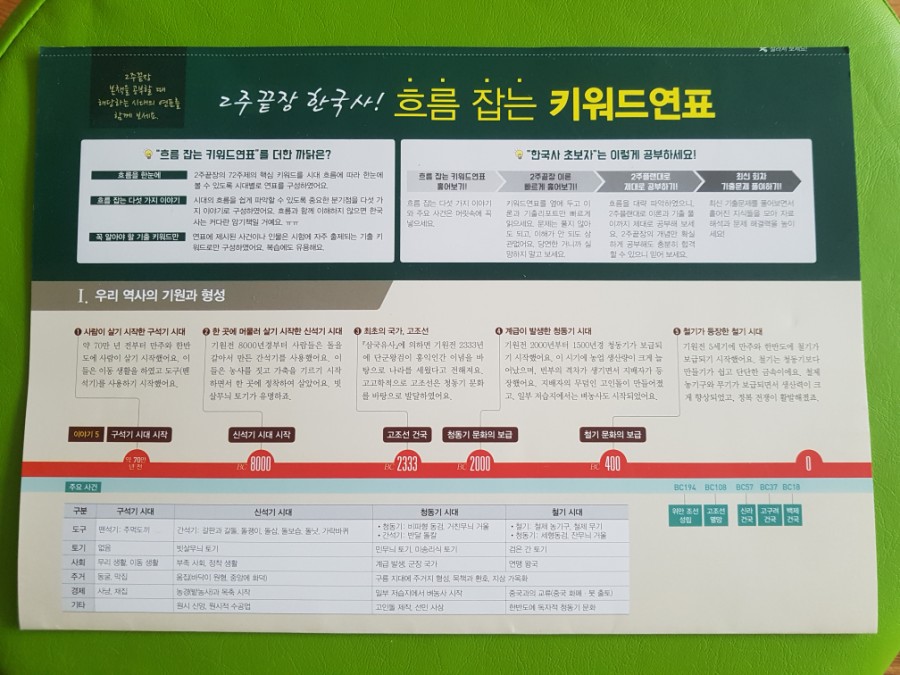 잘라서 보세요!
2주끝장
본책을 공부할 때
해당하는 시대의 연표를
함께 보세요.
2주끝장 한국사! 흐름 잡는 키워드연표
"흐름 잡는 키워드연표"를 더한 까닭은?
흐름을 한눈에
2주끝장의 72주제의 핵심 키워드를 시대 흐름에 따라 한눈에
볼 수 있도록 시대별로 연표를 구성하였어요.
흐름 잡는 다섯 가지 이야기
시대의 흐름을 쉽게 파악할 수 있도록 중요한 분기점을 다섯 가
지 이야기로 구성하였어요. 흐름과 함께 이해하지 않으면 한국
사는 커다란 암기책일 거예요. ㅠㅠ
꼭 알아야 할 기출 키워드만
연표에 제시된 사건이나 인물은 시험에 자주 출제되는 기출 키
워드로만 구성하였어요. 복습에도 유용해요.
"한국사 초보자"는 이렇게 공부하세요!
흐름 잡는 키워드연표
훑어보기!
흐름 잡는 다섯 가지 이야기
와 주요 사건은 머릿속에 콕
넣으세요.
2주끝장 이론
빠르게 훑어보기!
키워드연표를 옆에 두고 이
론과 기출리포트만 빠르게
읽으세요. 문제는 풀지 않아
도 되고, 이해가 안 되도 상
관없어요. 당연한 거니까 실
망하지 말고 보세요.
2주플랜대로
제대로 공부하기!
흐름을 대략 파악하였으니,
2주플랜대로 이론과 기출 풀
이까지 제대로 공부해 보세
요. 2주끝장의 개념만 확실
하게 공부해도 충분히 합격
할 수 있으니 믿어 보세요.
최신 회차
기출문제 풀이하기!
최신 기출문제를 풀어보면서
흩어진 지식들을 모아 자료
해석과 문제 해결력을 높이
세요!
Ⅰ. 우리 역사의 기원과 형성
❶ 사람이 살기 시작한 구석기 시대
약 70만 년 전부터 만주와 한반
도에 사람이 살기 시작했어요. 이
들은 이동 생활을 하였고 도구(뗀
석기)를 사용하기 시작했어요.
❷ 한 곳에 머물러 살기 시작한 신석기 시대
기원전 8000년경부터 사람들은 돌을
갈아서 만든 간석기를 사용했어요. 이
들은 농사를 짓고 가축을 기르기 시작
하면서 한 곳에 정착하여 살았어요. 빗
살무늬 토기가 유명하죠.
❸ 최초의 국가, 고조선
『삼국유사』에 의하면 기원전 2333년
에 단군왕검이 홍익인간 이념을 바
탕으로 나라를 세웠다고 전해져요.
고고학적으로 고조선은 청동기 문화
를 바탕으로 발달하였어요.
❹ 계급이 발생한 청동기 시대
기원전 2000년부터 1500년경 청동기가 보급되
기 시작했어요. 이 시기에 농업 생산량이 크게 늘
어났으며, 빈부의 격차가 생기면서 지배자가 등
장했어요. 지배자의 무덤인 고인돌이 만들어졌
고, 일부 저습지에서는 벼농사도 시작되었어요.
❺ 철기가 등장한 철기 시대
기원전 5세기에 만주와 한반도에 철기가
보급되기 시작했어요. 철기는 청동기보다
만들기가 쉽고 단단한 금속이에요. 철제
농기구와 무기가 보급되면서 생산력이 크
게 향상되었고, 정복 전쟁이 활발해졌죠.
이야기 5
구석기 시대 시작
신석기 시대 시작
고조선 건국
청동기 문화의 보급
철기 문화의 보급
약 70만
년 전
BC 8000
BC 2333
BC 2000
BC 400
0
주요 사건
BC194 BC108 BC57 BC37 BC18
위만 조선
성립
고조선
멸망
신라
건국
고구려
건국
백제
건국
구분 구석기 시대 신석기 시대 청동기 시대 철기 시대
도구 뗀석기: 주먹도끼 간석기: 갈판과 갈돌, 돌괭이, 돌삽, 돌보습, 돌낫, 가락바퀴 • 청동기: 비파형 동검, 거친무늬 거울 • 철기: 철제 농기구, 철제 무기
• 간석기: 반달 돌칼 • 청동기: 세형동검, 잔무늬 거울
토기 없음 빗살무늬 토기 민무늬 토기, 미송리식 토기 검은 간 토기
사회 무리 생활, 이동 생활 부족 사회, 정착 생활 계급 발생, 군장 국가 연맹 왕국
주거 동굴, 막집 움집(바닥이 원형, 중앙에 화덕) 구릉 지대에 주거지 형성, 목책과 환호, 지상 가옥화
경제 사냥, 채집 농경(밭농사)과 목축 시작 일부 저습지에서 벼농사 시작 중국과의 교류(중국 화폐·붓 출토)
기타 원시 신앙, 원시적 수공업 고인돌 제작, 선민 사상 한반도에 독자적 청동기 문화